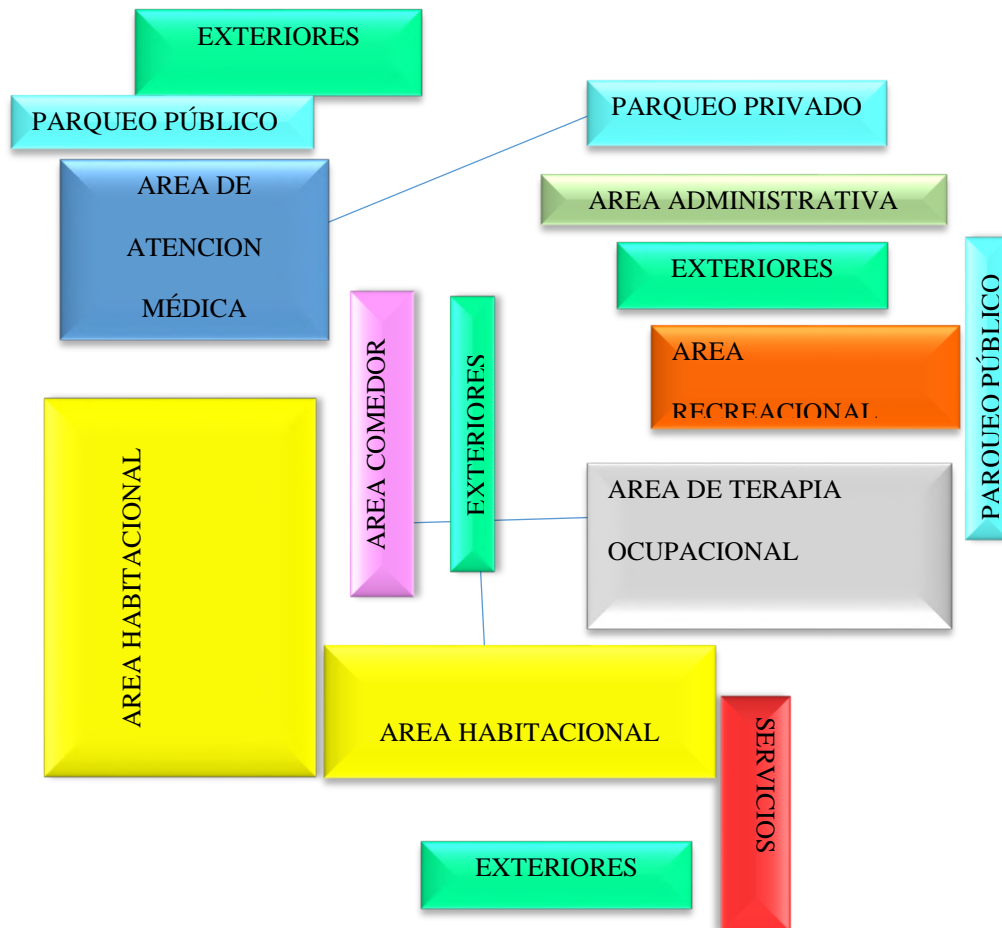 EXTERIORES
PARQUEO PÚBLICO
PARQUEO PRIVADO
AREA DE
ATENCION
MÉDICA
AREA ADMINISTRATIVA
EXTERIORES
PARQUEO PÚBLICO
AREA
RECREACIONAL
AREA COMEDOR
EXTERIORES
AREA DE TERAPIA
OCUPACIONAL
AREA HABITACIONAL
AREA HABITACIONAL
SERVICIOS
EXTERIORES